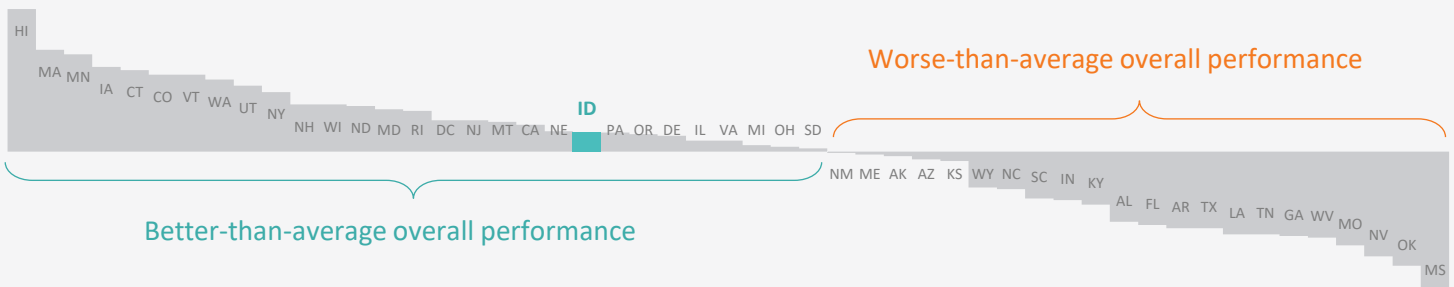 HI
MA
MN
IA
CT
CO
VT
WA
UT
NY
NH
WI
ND
MD
RI
DC
NJ
MT
CA
NE
ID
PA
OR
DE
IL
VA
MI
OH
SD
Worse-than-average overall performance
NM
ME
AK
AZ
KS
WY
NC
SC
IN
KY
AL
FL
AR
TX
LA
TN
GA
WV
MO
NV
OK
MS
Better-than-average overall performance